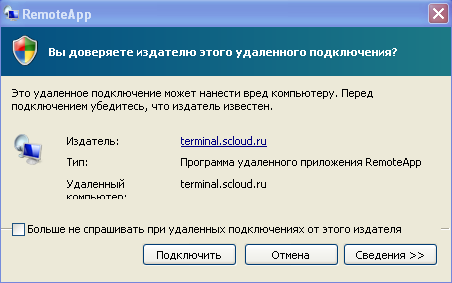 RemoteApp
Вы доверяете издателю этого удаленного подключения?
Это удаленное подключение может нанести вред компьютеру. Перед
подключением убедитесь, что издатель известен.
Издатель: terminal.scloud.ru
Тип: Программа удаленного приложения RemoteApp
Удаленный terminal.scloud.ru
компьютер:
Больше не спрашивать при удаленных подключениях от этого издателя
Подключить Отмена Сведения >>